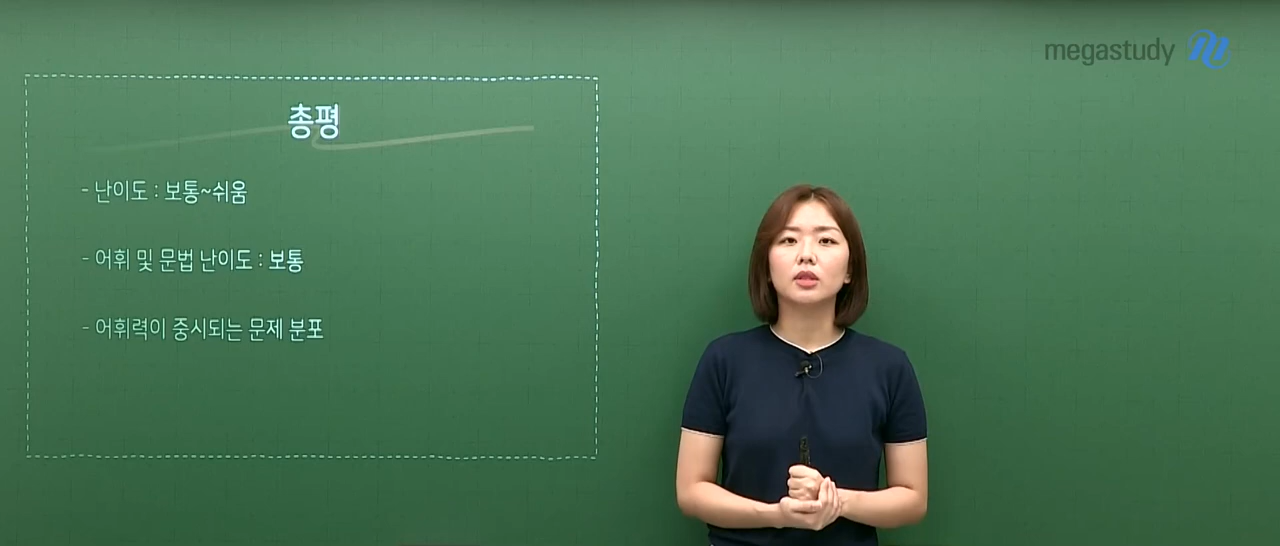 megastudy
총평
- 난이도 : 보통~쉬움
- 어휘 및 문법 난이도 : 보통
- 어휘력이 중시되는 문제 분포